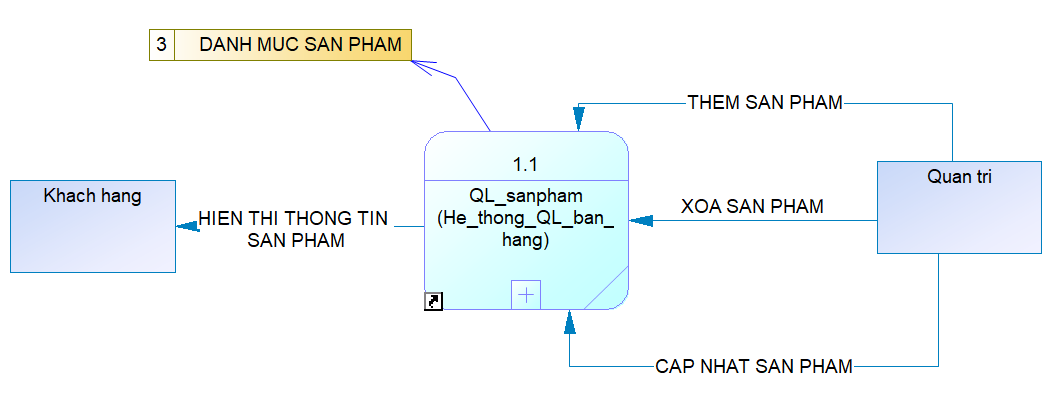 3 DANH MUC SAN PHAM
THEM SAN PHAM
1.1
QL_sanpham
(He_thong_QL_ban_
hang)
Quan tri
Khach hang
XOA SAN PHAM
HIEN THI THONG TIN
SAN PHAM
CAP NHAT SAN PHAM